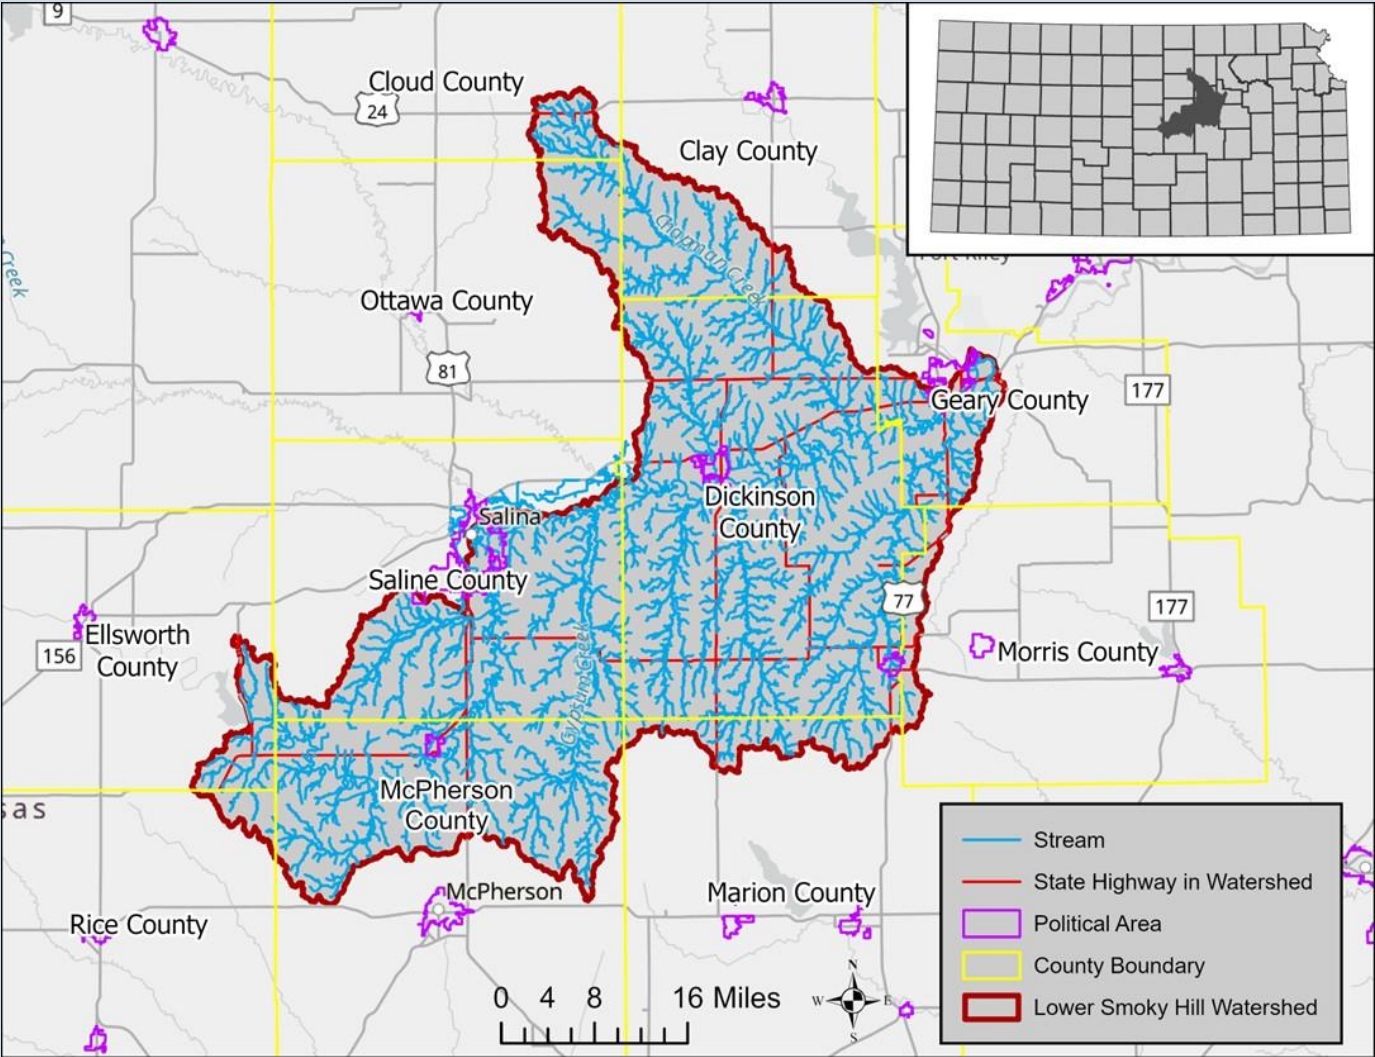 9
Cloud County
24
Clay County
Chapman Creek
Creek
Ottawa County
81
Geary County
177
Dickinson
County
Salina
Saline County
77
177
Ellsworth
County
156
Morris County
Gypsum Creek
McPherson
County
sas
McPherson
Marion County
Rice County
0 4 8 16 Miles
N
W
E
S
Stream
State Highway in Watershed
Political Area
County Boundary
Lower Smoky Hill Watershed